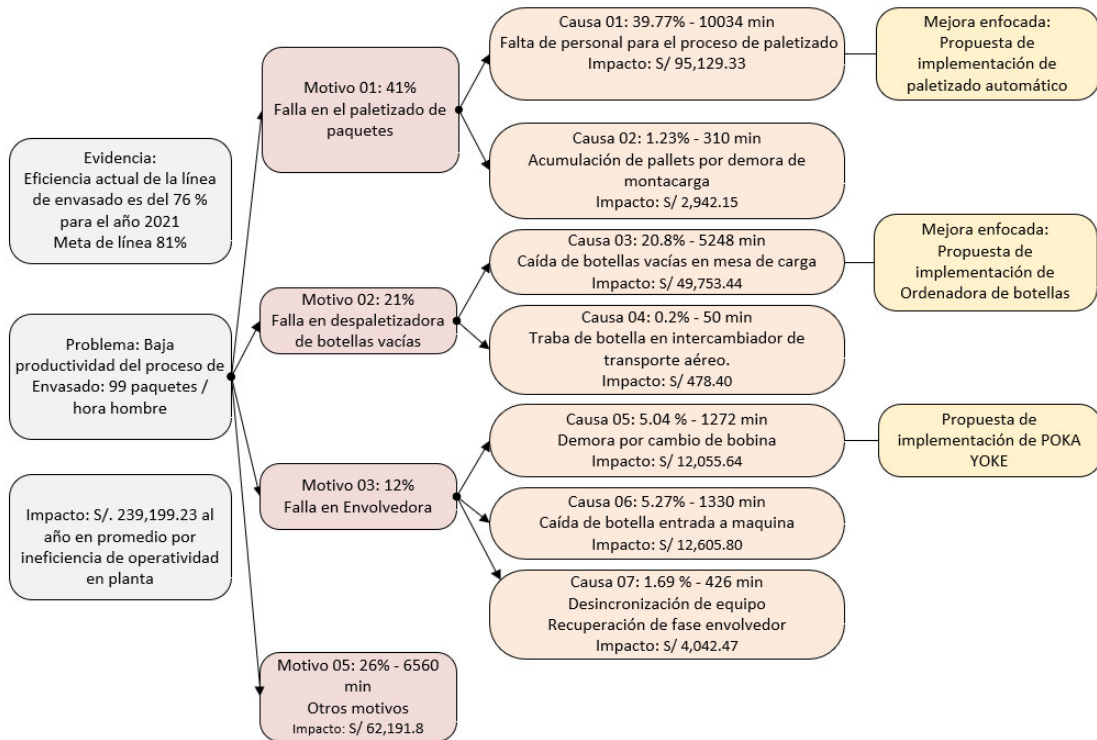 Evidencia:
Eficiencia actual de la línea
de envasado es del 76 %
para el año 2021
Meta de línea 81%
Problema: Baja
productividad del proceso de
Envasado: 99 paquetes /
hora hombre
Impacto: S/. 239,199.23 al
año en promedio por
ineficiencia de operatividad
en planta
Motivo 01: 41%
Falla en el paletizado de
paquetes
Motivo 02: 21%
Falla en despaletizadora
de botellas vacías
Motivo 03: 12%
Falla en Envolvedora
Motivo 05: 26% - 6560
min
Otros motivos
Impacto: S/ 62,191.8
Causa 01: 39.77% - 10034 min
Falta de personal para el proceso de paletizado
Impacto: S/ 95,129.33
Causa 02: 1.23% - 310 min
Acumulación de pallets por demora de
montacarga
Impacto: S/ 2,942.15
Causa 03: 20.8% - 5248 min
Caída de botellas vacías en mesa de carga
Impacto: S/ 49,753.44
Causa 04: 0.2% - 50 min
Traba de botella en intercambiador de
transporte aéreo.
Impacto: S/ 478.40
Causa 05: 5.04 % - 1272 min
Demora por cambio de bobina
Impacto: S/ 12,055.64
Causa 06: 5.27% - 1330 min
Caída de botella entrada a maquina
Impacto: S/ 12,605.80
Causa 07: 1.69 % - 426 min
Desincronización de equipo
Recuperación de fase envolvedor
Impacto: S/ 4,042.47
Mejora enfocada:
Propuesta de
implementación de
paletizado automático
Mejora enfocada:
Propuesta de
implementación de
Ordenadora de botellas
Propuesta de
implementación de POKA
YOKE